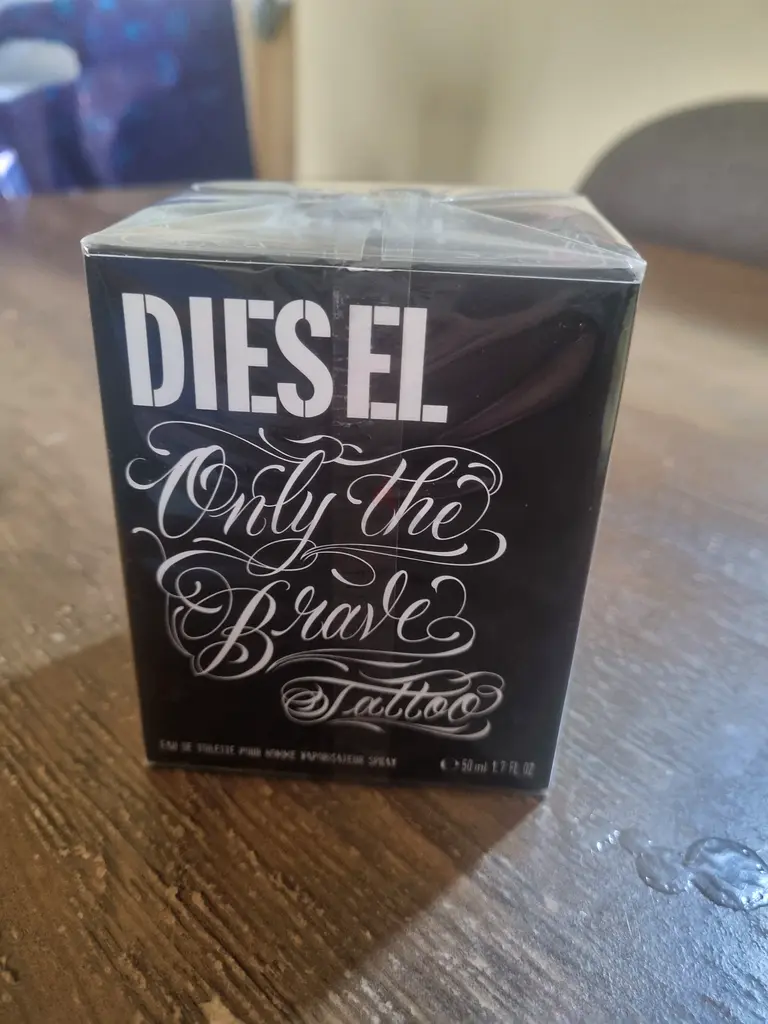 DIESEL
Only the
Brave
Tattoo
EAU DE TOILETTE POUR HOMME VAPORISATEUR SPRAY
50 ml 1.7 FL OZ